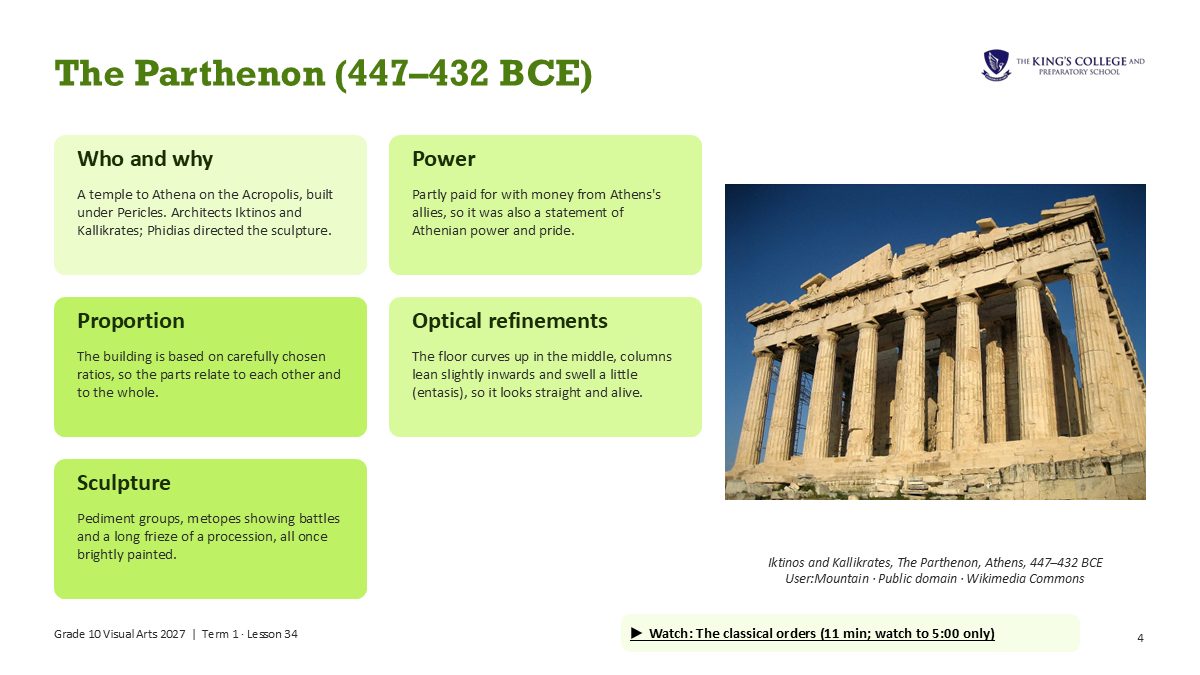 The Parthenon (447–432 BCE)
THE KING'S COLLEGE AND
PREPARATORY SCHOOL
Who and why
A temple to Athena on the Acropolis, built
under Pericles. Architects Iktinos and
Kallikrates; Phidias directed the sculpture.
Power
Partly paid for with money from Athens's
allies, so it was also a statement of
Athenian power and pride.
Proportion
The building is based on carefully chosen
ratios, so the parts relate to each other and
to the whole.
Optical refinements
The floor curves up in the middle, columns
lean slightly inwards and swell a little
(entasis), so it looks straight and alive.
Sculpture
Pediment groups, metopes showing battles
and a long frieze of a procession, all once
brightly painted.
Iktinos and Kallikrates, The Parthenon, Athens, 447–432 BCE
User:Mountain · Public domain · Wikimedia Commons
Grade 10 Visual Arts 2027 | Term 1 · Lesson 34
▶ Watch: The classical orders (11 min; watch to 5:00 only)
4